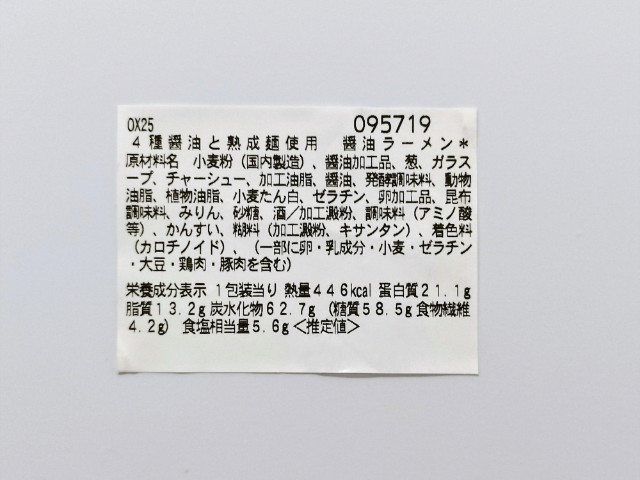 OX25 095719
4種醤油と熟成麺使用 醤油ラーメン*
原材料名 小麦粉(国内製造)、醤油加工品、葱、ガラス
ープ、チャーシュー、加工油脂、醤油、発酵調味料、動物
油脂、植物油脂、小麦たん白、ゼラチン、卵加工品、昆布
調味料、みりん、砂糖、酒/加工澱粉、調味料(アミノ酸
等)、かんすい、糊料(加工澱粉、キサンタン)、着色料
(カロチノイド)、(一部に卵・乳成分・小麦・ゼラチン
・大豆・鶏肉・豚肉を含む)
栄養成分表示 1包装当り 熱量446kcal 蛋白質21.1g
脂質13.2g 炭水化物62.7g (糖質58.5g 食物繊維
4.2g) 食塩相当量5.6g<推定値>